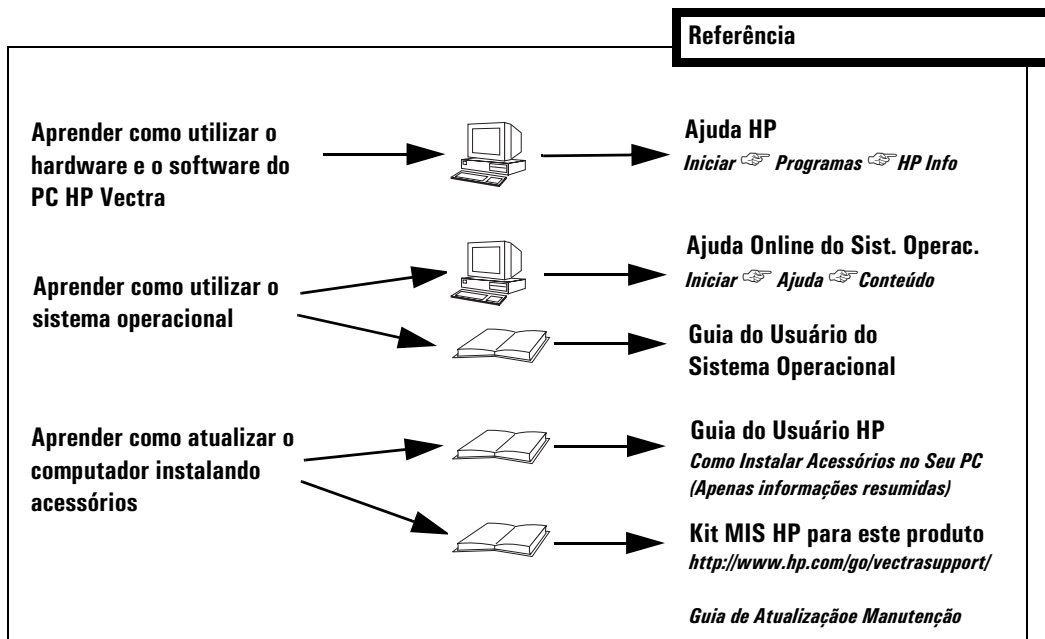 Referência
Aprender como utilizar o
hardware e o software do
PC HP Vectra
Ajuda HP
Iniciar ☞ Programas ☞ HP Info
Aprender como utilizar o
sistema operacional
Ajuda Online do Sist. Operac.
Iniciar ☞ Ajuda ☞ Conteúdo
Guia do Usuário do
Sistema Operacional
Aprender como atualizar o
computador instalando
acessórios
Guia do Usuário HP
Como Instalar Acessórios no Seu PC
(Apenas informações resumidas)
Kit MIS HP para este produto
http://www.hp.com/go/vectrasupport/
Guia de Atualizaçãoe Manutenção